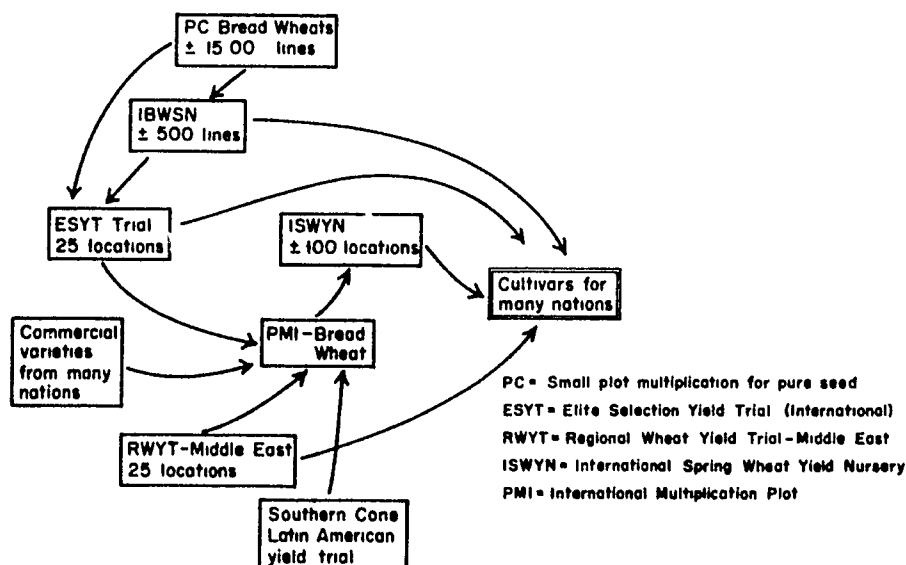 PC Bread Wheats
± 15 00 lines
IBWSN
± 500 lines
ESYT Trial
25 locations
ISWYN
± 100 locations
Cultivars for
many nations
Commercial
varieties
from many
nations
PMI-Bread
Wheat
RWYT-Middle East
25 locations
Southern Cone
Latin American
yield trial
PC = Small plot multiplication for pure seed
ESYT = Elite Selection Yield Trial (International)
RWYT = Regional Wheat Yield Trial-Middle East
ISWYN = International Spring Wheat Yield Nursery
PMI = International Multiplication Plot